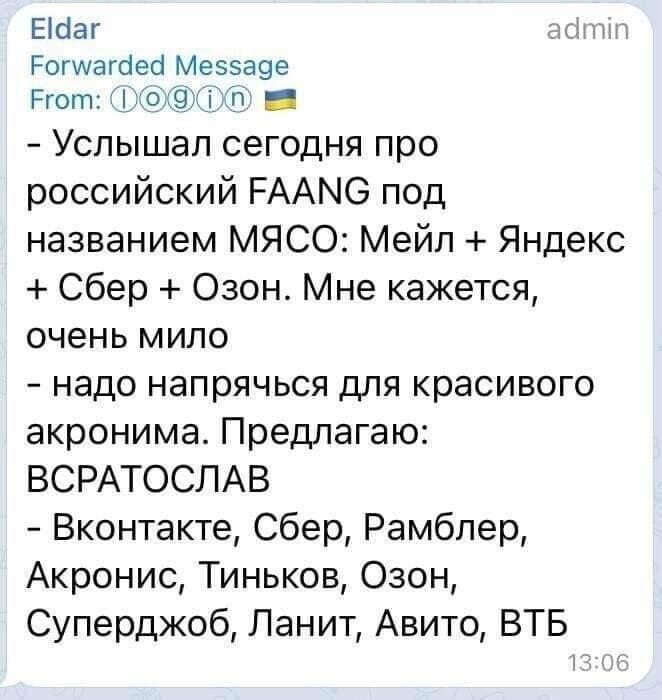 Eldar admin
Forwarded Message
From: Ⓛⓞⓖⓘⓝ 🇺🇦
- Услышал сегодня про
российский FAANG под
названием МЯСО: Мейл + Яндекс
+ Сбер + Озон. Мне кажется,
очень мило
- надо напрячься для красивого
акронима. Предлагаю:
ВСРАТОСЛАВ
- Вконтакте, Сбер, Рамблер,
Акронис, Тиньков, Озон,
Суперджоб, Ланит, Авито, ВТБ
13:06